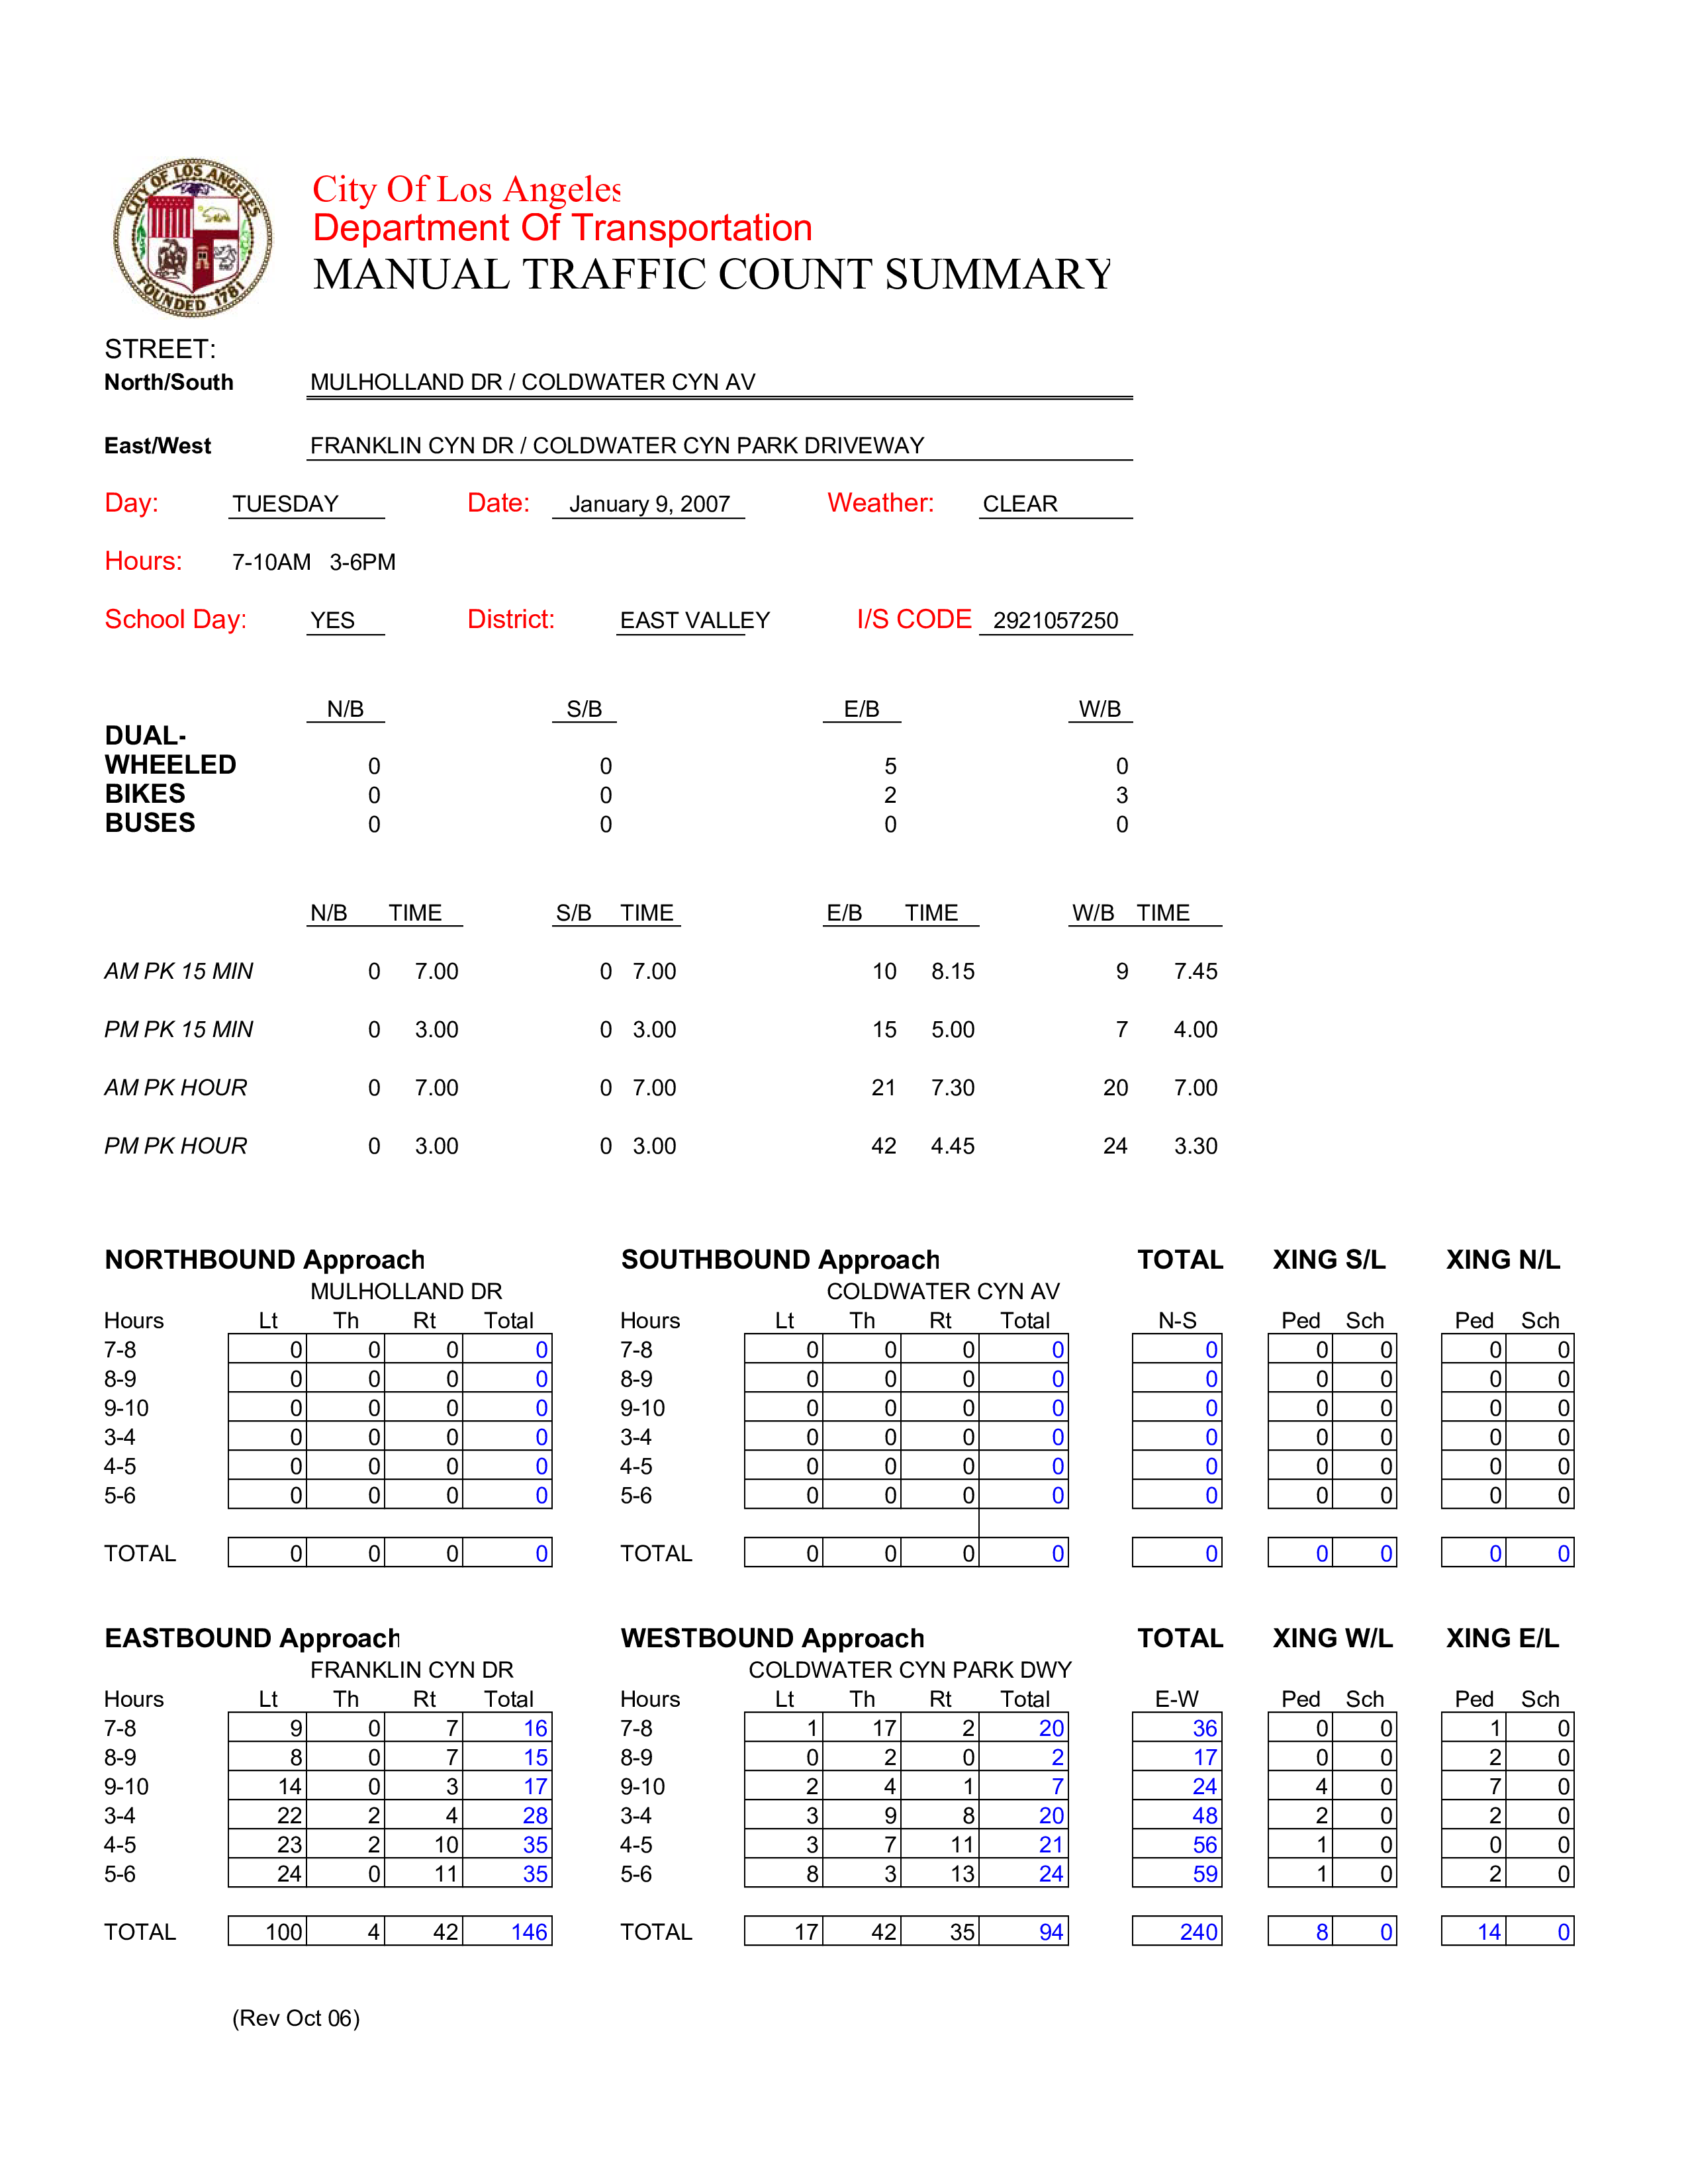 CITY OF LOS ANGELES
FOUNDED 1781
City Of Los Angeles
Department Of Transportation
MANUAL TRAFFIC COUNT SUMMARY
STREET:
North/South MULHOLLAND DR / COLDWATER CYN AV
East/West FRANKLIN CYN DR / COLDWATER CYN PARK DRIVEWAY
Day: TUESDAY Date: January 9, 2007 Weather: CLEAR
Hours: 7-10AM 3-6PM
School Day: YES District: EAST VALLEY I/S CODE 2921057250
N/B S/B E/B W/B
DUAL-
WHEELED 0 0 5 0
BIKES 0 0 2 3
BUSES 0 0 0 0
N/B TIME S/B TIME E/B TIME W/B TIME
AM PK 15 MIN 0 7.00 0 7.00 10 8.15 9 7.45
PM PK 15 MIN 0 3.00 0 3.00 15 5.00 7 4.00
AM PK HOUR 0 7.00 0 7.00 21 7.30 20 7.00
PM PK HOUR 0 3.00 0 3.00 42 4.45 24 3.30
NORTHBOUND Approach SOUTHBOUND Approach TOTAL XING S/L XING N/L
MULHOLLAND DR COLDWATER CYN AV
Hours Lt Th Rt Total Hours Lt Th Rt Total N-S Ped Sch Ped Sch
7-8 0 0 0 0 7-8 0 0 0 0 0 0 0 0 0
8-9 0 0 0 0 8-9 0 0 0 0 0 0 0 0 0
9-10 0 0 0 0 9-10 0 0 0 0 0 0 0 0 0
3-4 0 0 0 0 3-4 0 0 0 0 0 0 0 0 0
4-5 0 0 0 0 4-5 0 0 0 0 0 0 0 0 0
5-6 0 0 0 0 5-6 0 0 0 0 0 0 0 0 0
TOTAL 0 0 0 0 TOTAL 0 0 0 0 0 0 0 0 0
EASTBOUND Approach WESTBOUND Approach TOTAL XING W/L XING E/L
FRANKLIN CYN DR COLDWATER CYN PARK DWY
Hours Lt Th Rt Total Hours Lt Th Rt Total E-W Ped Sch Ped Sch
7-8 9 0 7 16 7-8 1 17 2 20 36 0 0 1 0
8-9 8 0 7 15 8-9 0 2 0 2 17 0 0 2 0
9-10 14 0 3 17 9-10 2 4 1 7 24 4 0 7 0
3-4 22 2 4 28 3-4 3 9 8 20 48 2 0 2 0
4-5 23 2 10 35 4-5 3 7 11 21 56 1 0 0 0
5-6 24 0 11 35 5-6 8 3 13 24 59 1 0 2 0
TOTAL 100 4 42 146 TOTAL 17 42 35 94 240 8 0 14 0
(Rev Oct 06)